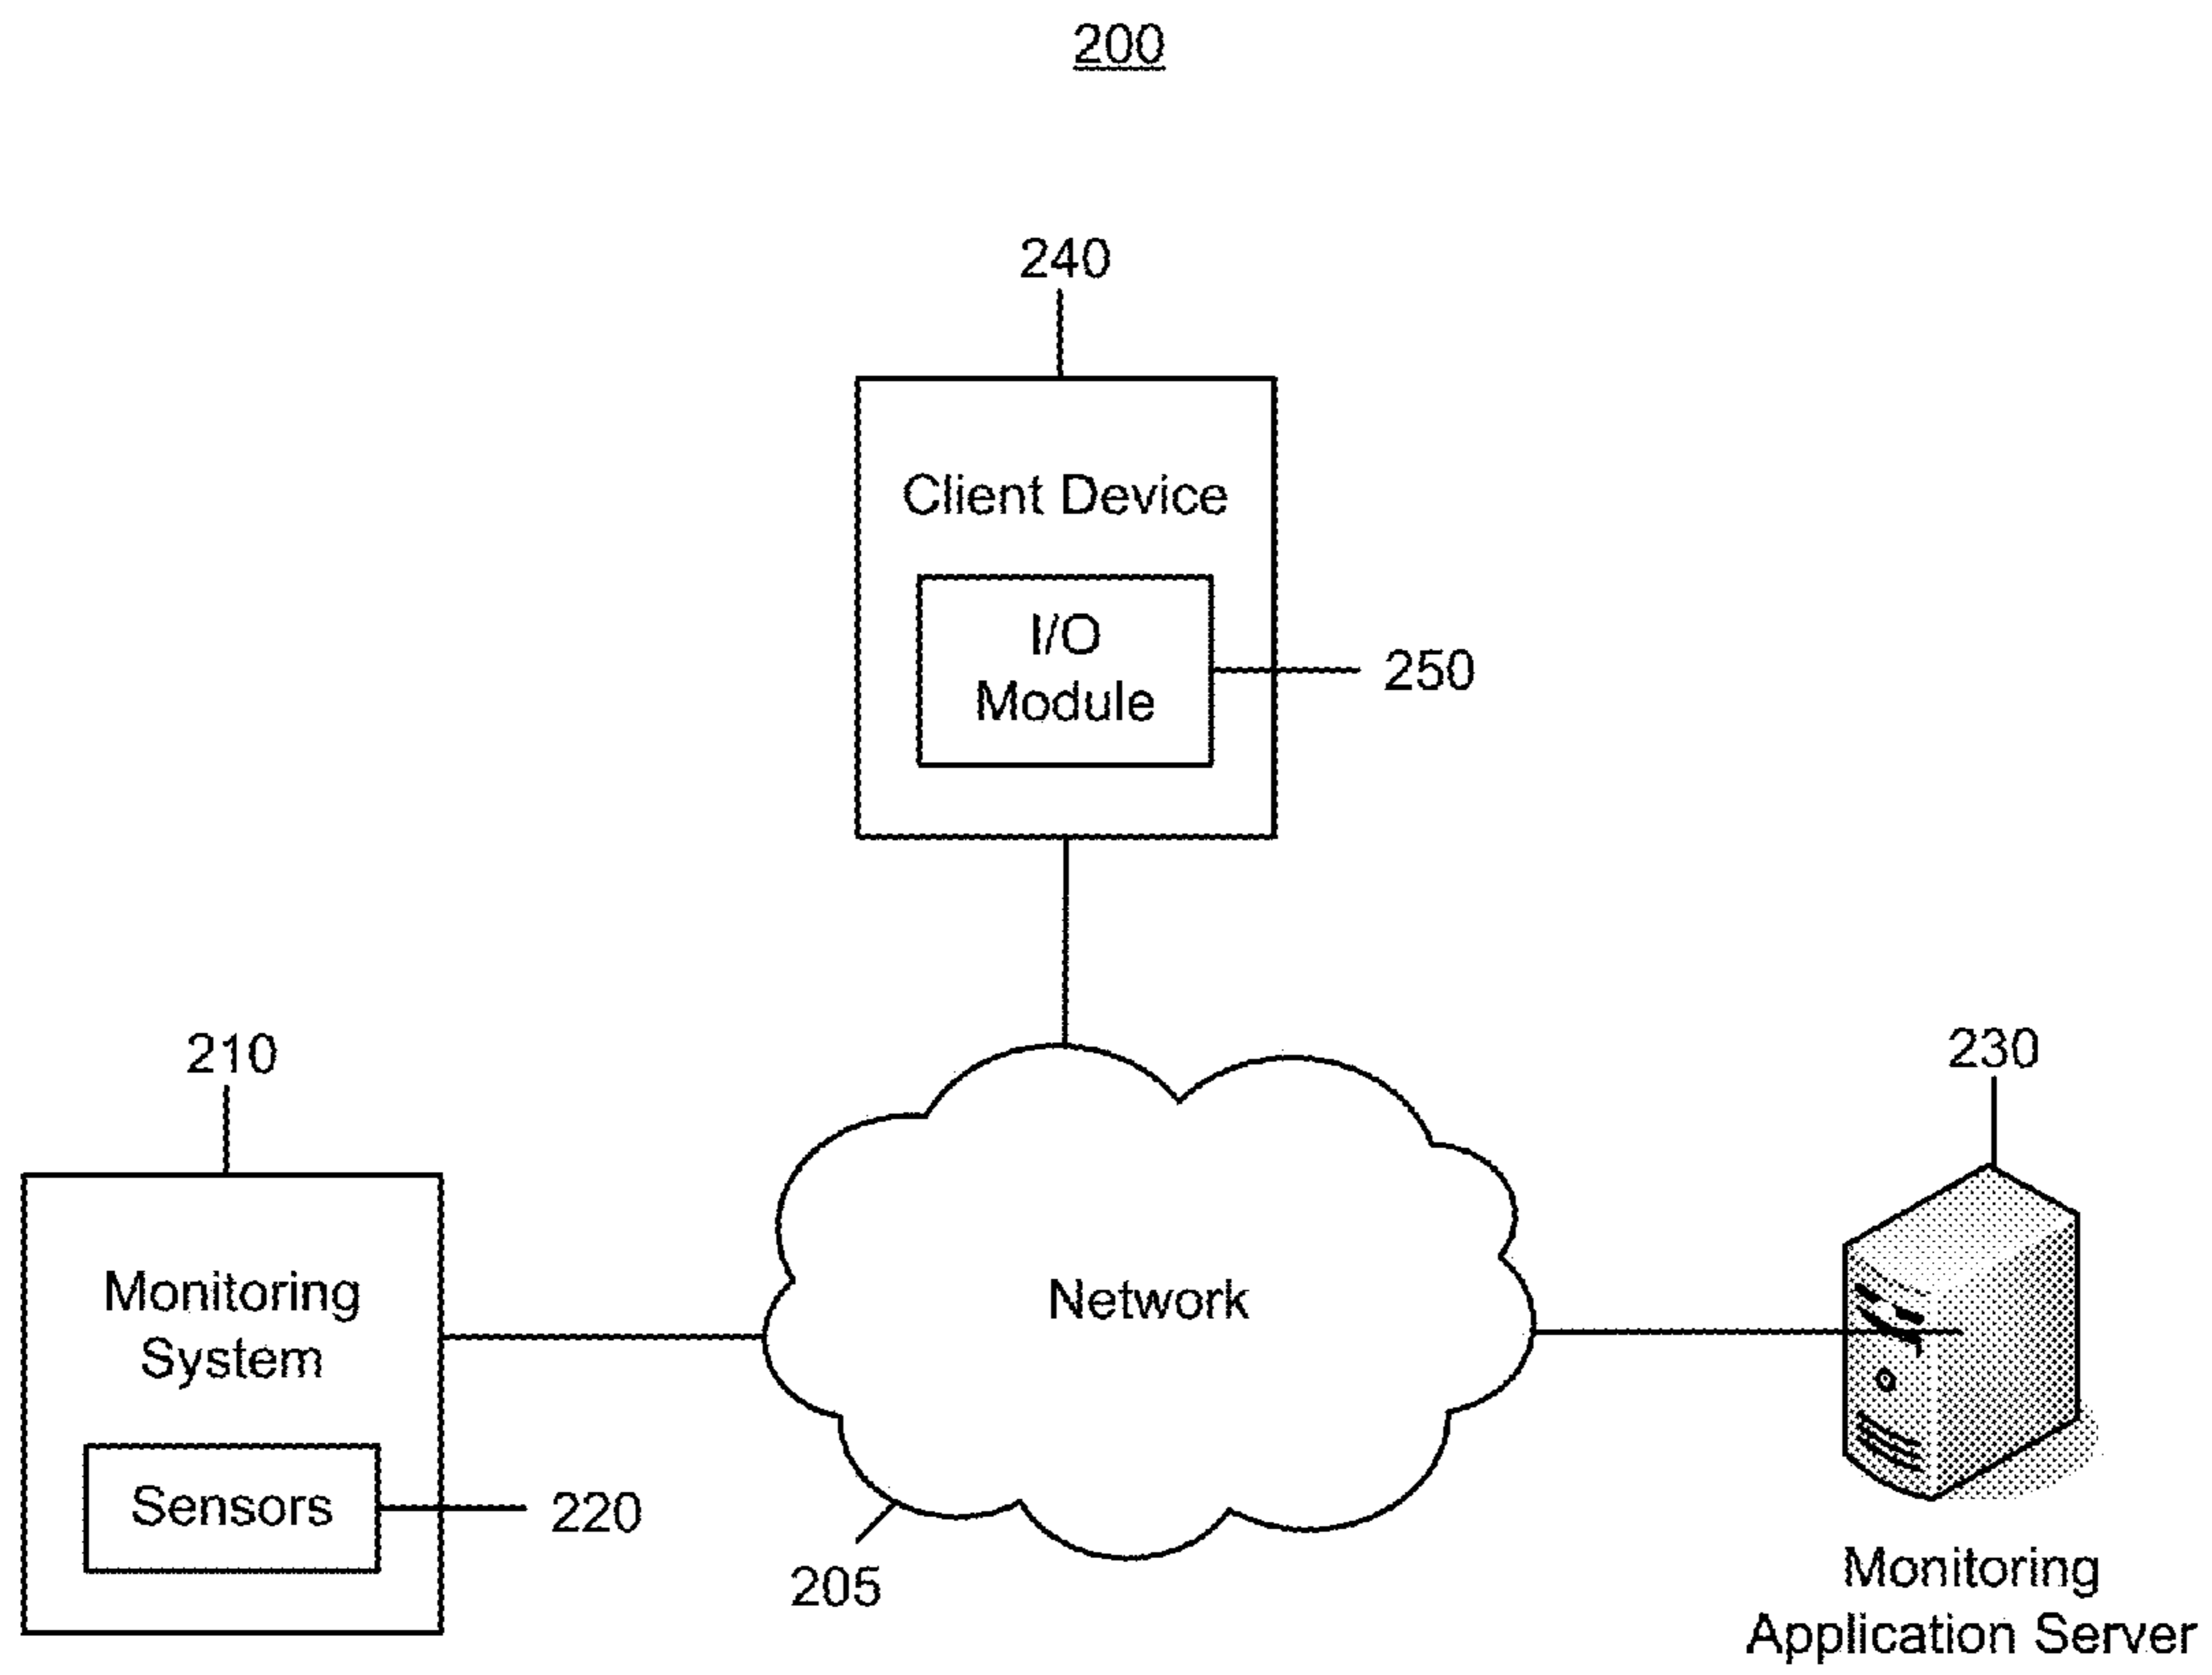 200
240
Client Device
I/O
Module
250
210
230
Monitoring
System
Network
Sensors
220
205
Monitoring
Application Server